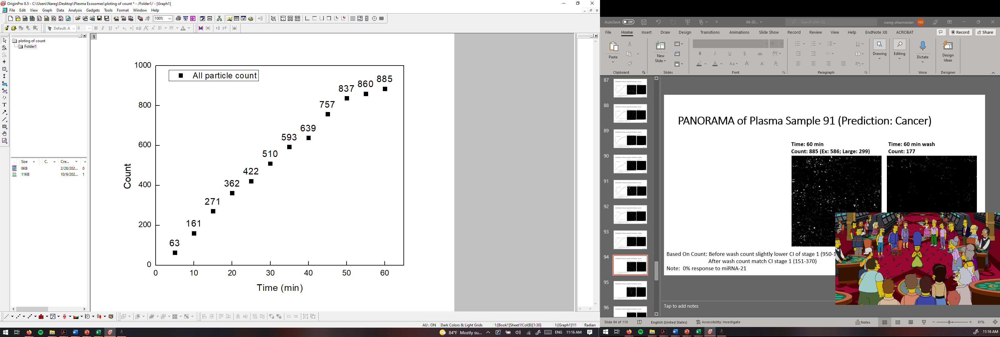 OriginPro 8.5 - C:\Users\Nareg\Desktop\Plasma Exosomes\ploting of count * - /Folder1/ - [Graph1]
File Edit View Graph Data Analysis Gadgets Tools Format Window Help
100%
Default: A 0
ploting of count
Folder1
Size C. Cre...
8KB 2/28/202... 0
11KB 10/9/202... 1
1
All particle count
1000
800
600
400
200
0
Count
63
161
271
362
422
510
593
639
757
837
860
885
0 10 20 30 40 50 60
Time (min)
AU : ON Dark Colors & Light Grids 1:[Book1]Sheet1!Col(B)[1:30] 1:[Graph1]1!1 Radian
84°F Mostly su... ENG 11:16 AM
AutoSave Off 04-20... Search (Alt+Q) nareg ohannesian NO
File Home Insert Draw Design Transitions Animations Slide Show Record Review View Help EndNote X8 ACROBAT Record Share
Paste
New Slide
18
Drawing
Editing
Dictate
Design Ideas
Clipboard Slides Font Paragraph Voice Designer
87
88
89
90
91
92
93
94
95
96
PANORAMA of Plasma Sample 91 (Prediction: Cancer)
Time: 60 min
Count: 885 (Ex: 586; Large: 299)
Time: 60 min wash
Count: 177
Based On Count: Before wash count slightly lower CI of stage 1 (950-1
After wash count match CI stage 1 (151-370)
Note: 0% response to miRNA-21
Tap to add notes
Slide 94 of 110 English (United States) Accessibility: Investigate Notes 81%
11:16 AM